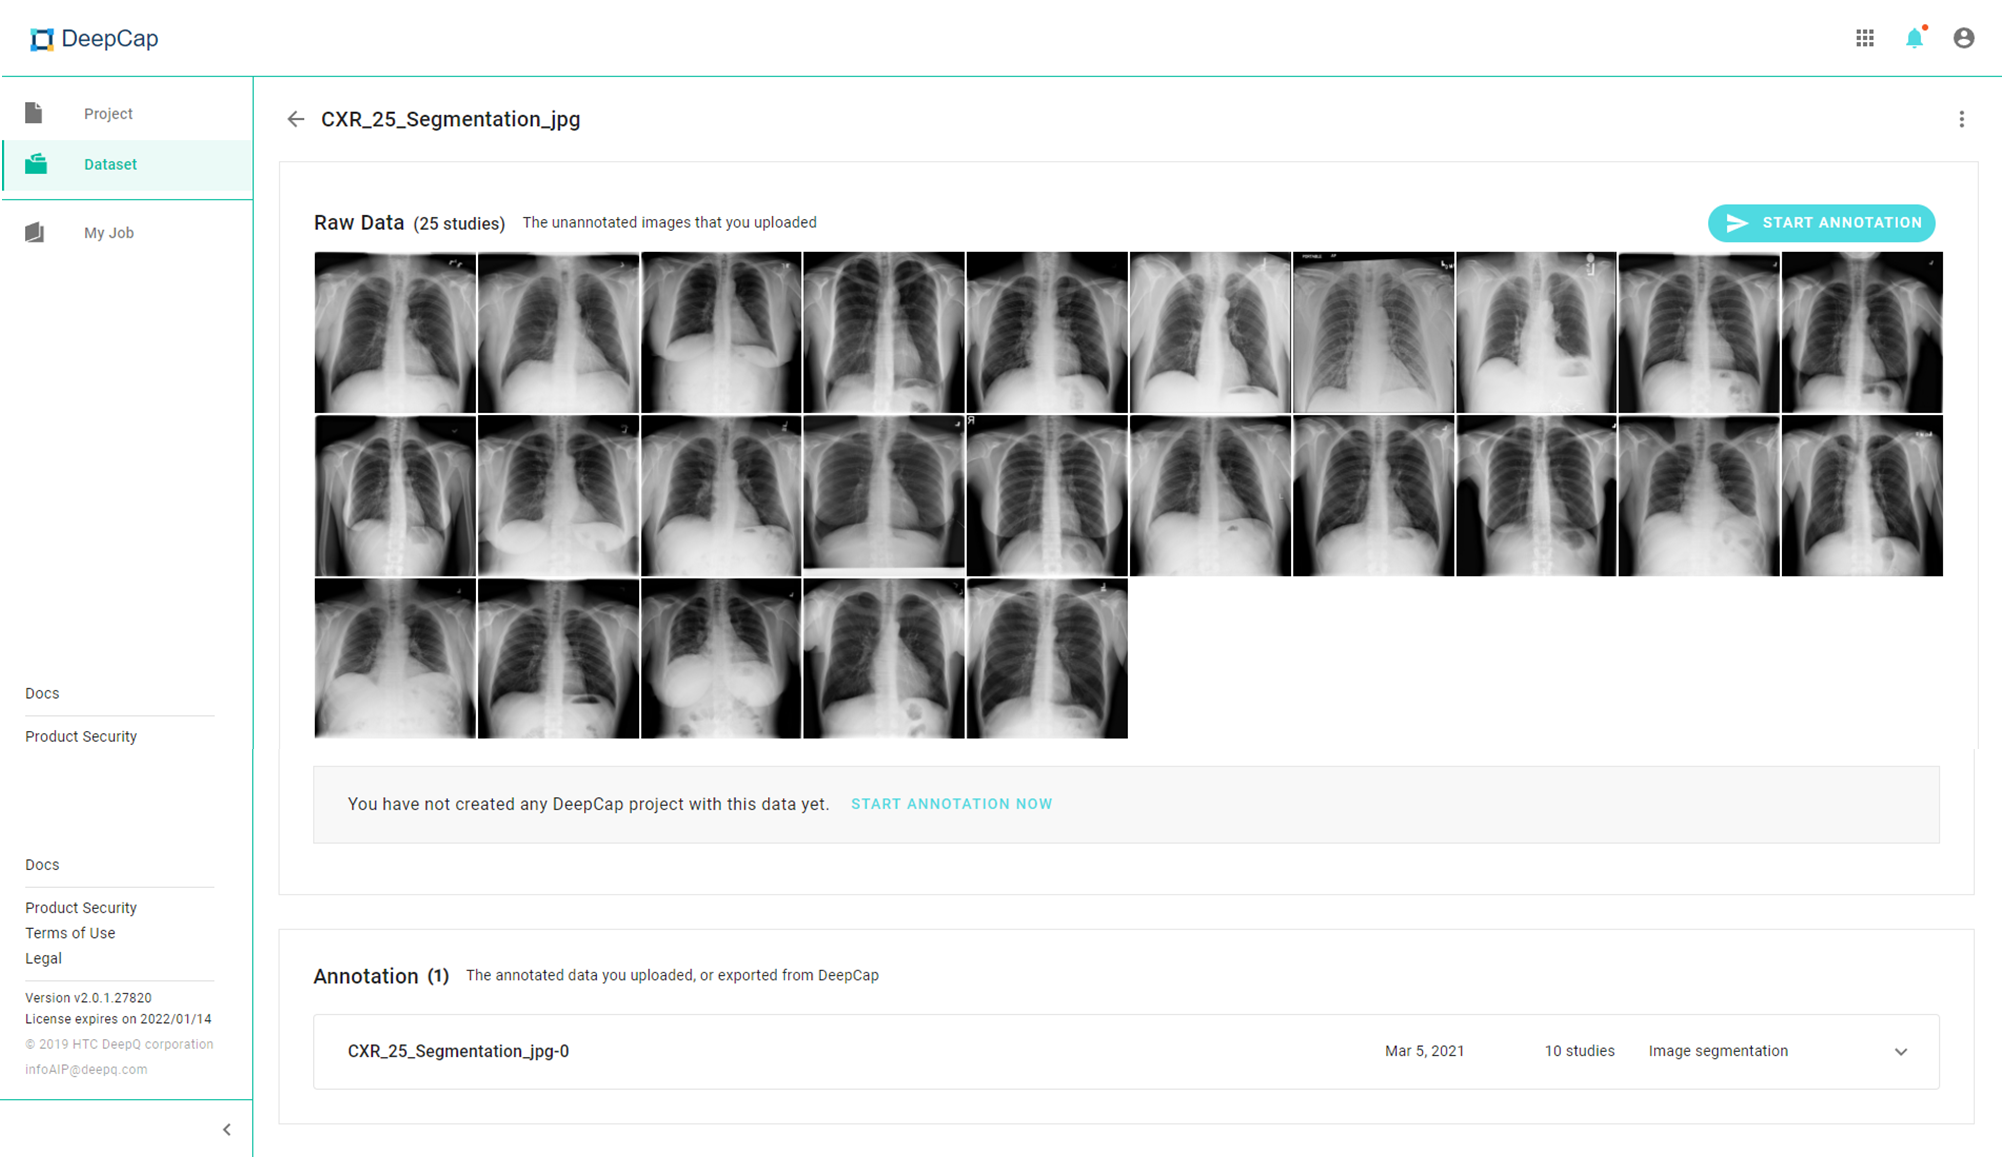 DeepCap
Project
Dataset
My Job
Docs
Product Security
Docs
Product Security
Terms of Use
Legal
Version v2.0.1.27820
License expires on 2022/01/14
© 2019 HTC DeepQ corporation
infoAIP@deepq.com
CXR_25_Segmentation_jpg
Raw Data (25 studies) The unannotated images that you uploaded
START ANNOTATION
PORTABLE
R
You have not created any DeepCap project with this data yet. START ANNOTATION NOW
Annotation (1) The annotated data you uploaded, or exported from DeepCap
CXR_25_Segmentation_jpg-0 Mar 5, 2021 10 studies Image segmentation